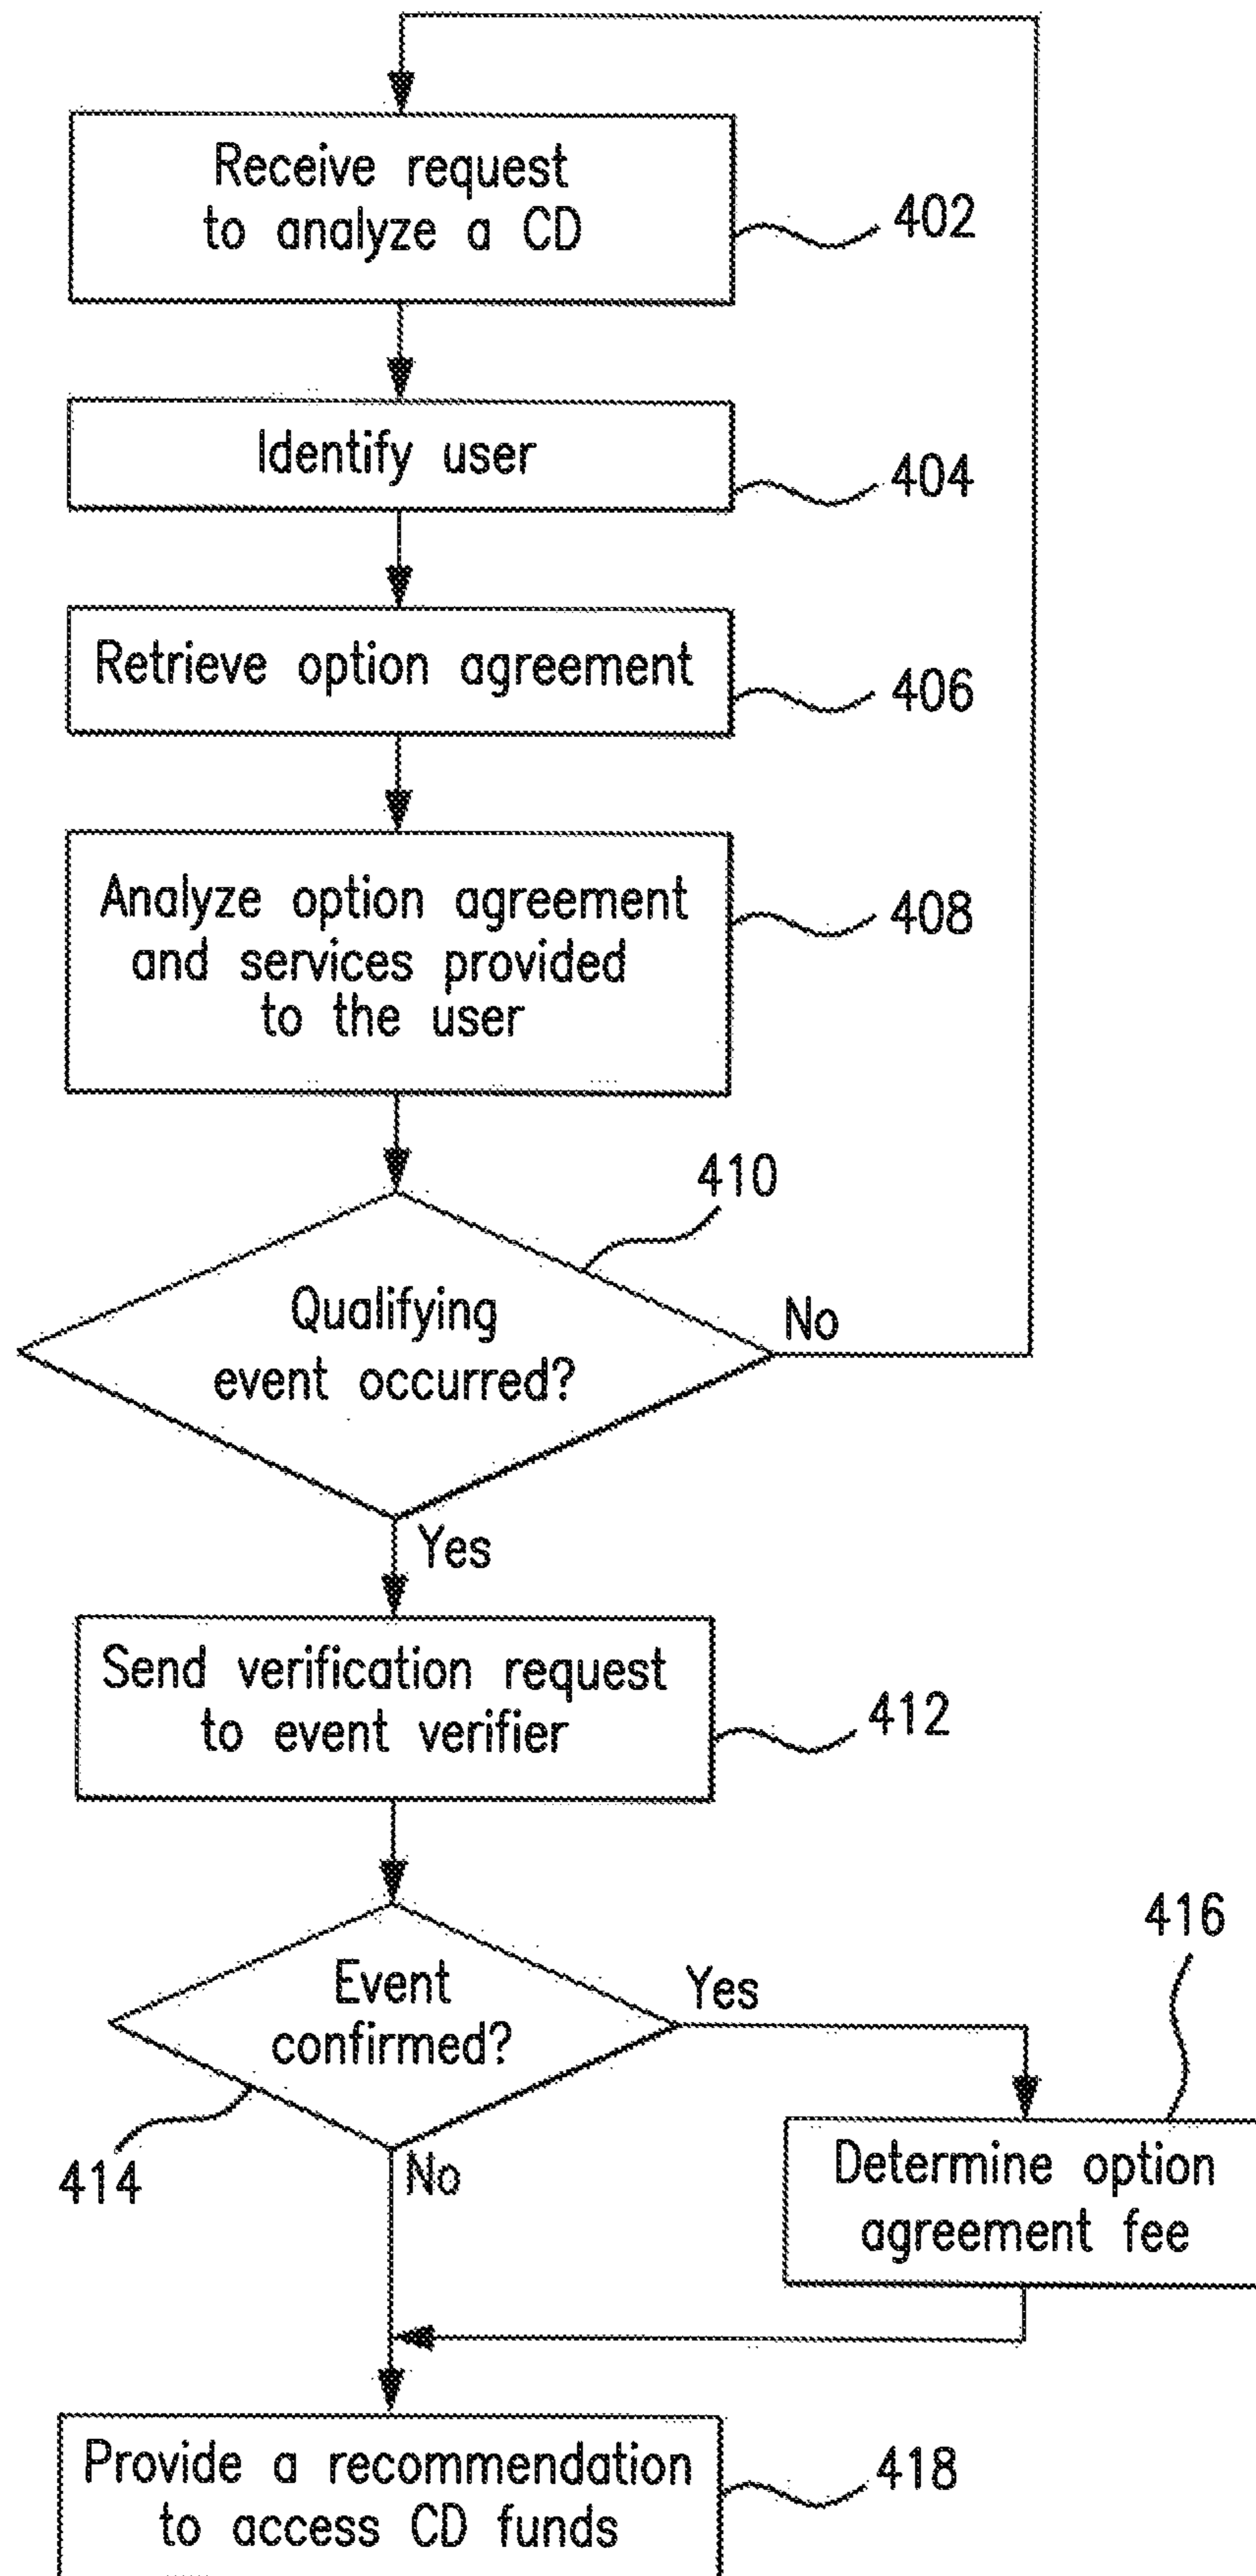 Receive request
to analyze a CD
402
Identify user
404
Retrieve option agreement
406
Analyze option agreement
and services provided
to the user
408
410
Qualifying
event occurred?
No
Yes
Send verification request
to event verifier
412
Event
confirmed?
Yes
416
414
No
Determine option
agreement fee
Provide a recommendation
to access CD funds
418